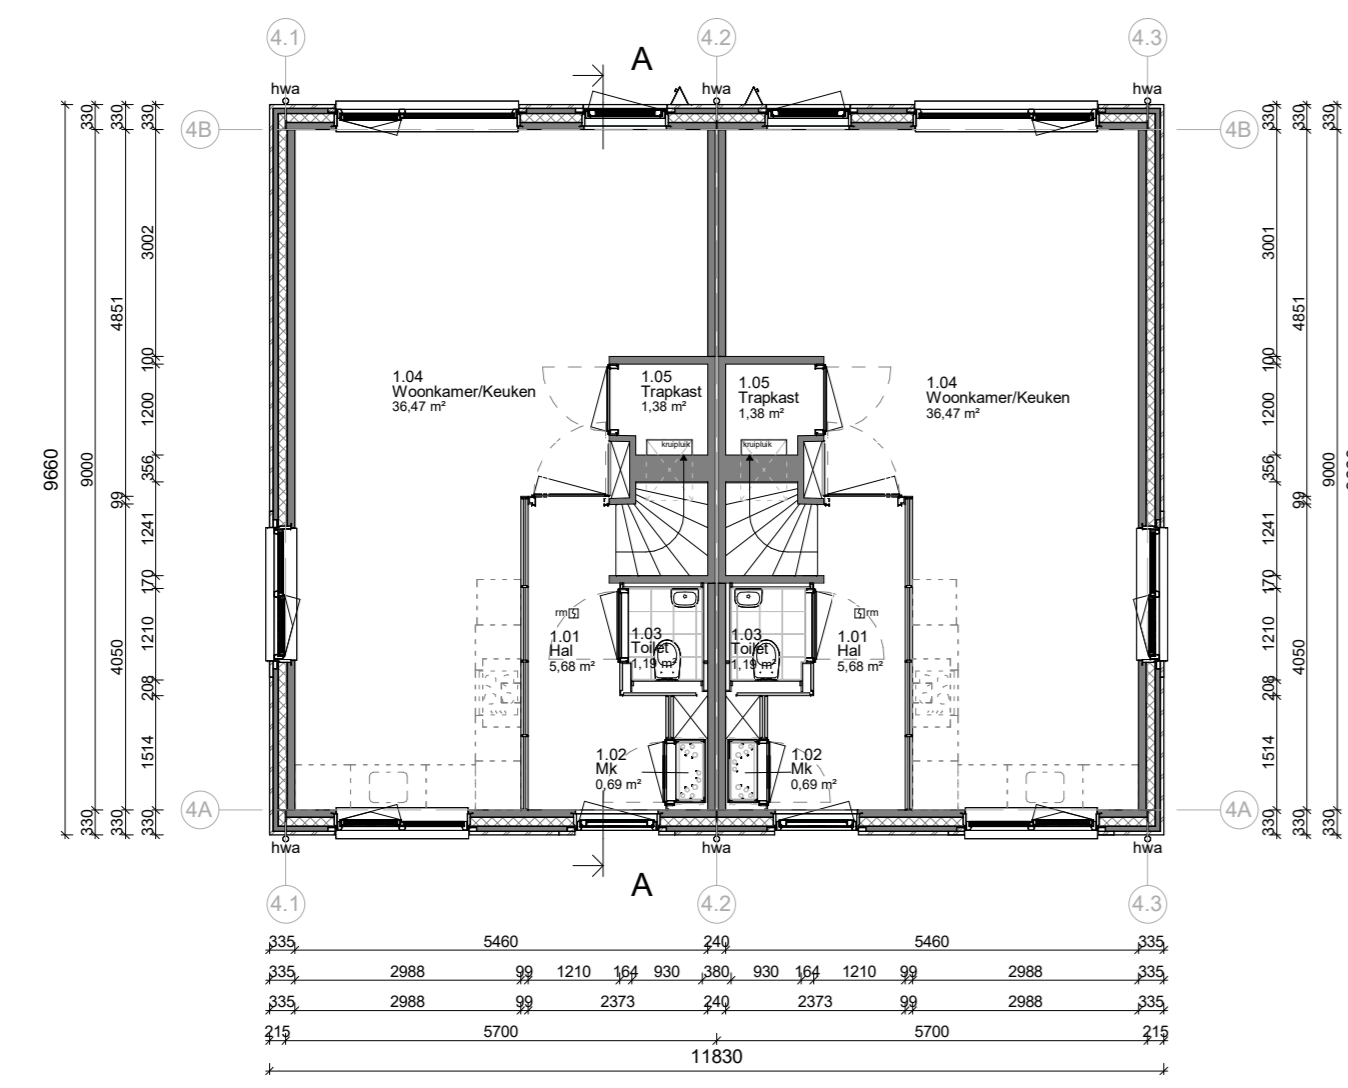 4.1
4.2
4.3
A
hwa
hwa
hwa
4B
4B
330
330
330
330
330
330
330
9660
9000
4851
3002
100
1200
356
99
1241
170
1210
4050
208
1514
330
330
330
3001
4851
100
1200
356
99
9000
1241
170
1210
4050
208
1514
330
330
330
1.04
Woonkamer/Keuken
36,47 m²
1.05
Trapkast
1,38 m²
1.05
Trapkast
1,38 m²
1.04
Woonkamer/Keuken
36,47 m²
kruipluik
kruipluik
rm
1.01
Hal
5,68 m²
1.03
Toilet
1,19 m²
1.03
Toilet
1,19 m²
rm
1.01
Hal
5,68 m²
1.02
Mk
0,69 m²
1.02
Mk
0,69 m²
4A
4A
hwa
hwa
hwa
A
4.1
4.2
4.3
335 5460 240 5460 335
335 2988 99 1210 164 930 380 930 164 1210 99 2988 335
335 2988 99 2373 240 2373 99 2988 335
215 5700 5700 215
11830